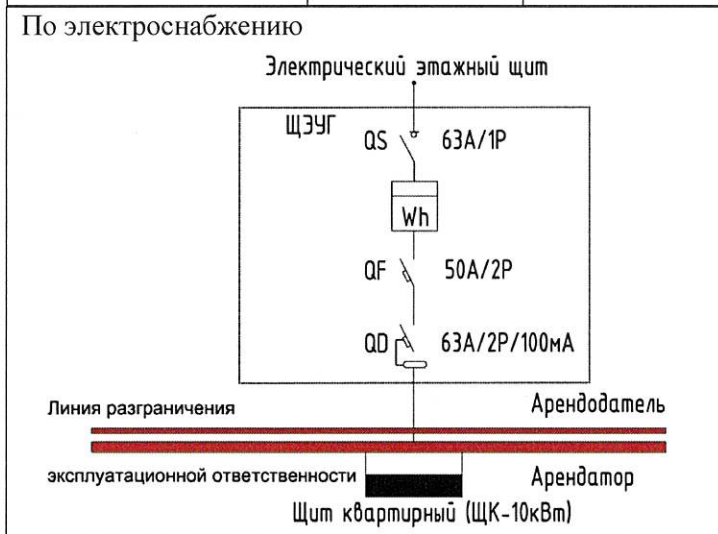 По электроснабжению
Электрический этажный щит
ЩЭУГ
QS 63А/1Р
Wh
QF 50А/2Р
QD 63А/2Р/100мА
Линия разграничения Арендодатель
эксплуатационной ответственности Арендатор
Щит квартирный (ЩК-10кВт)